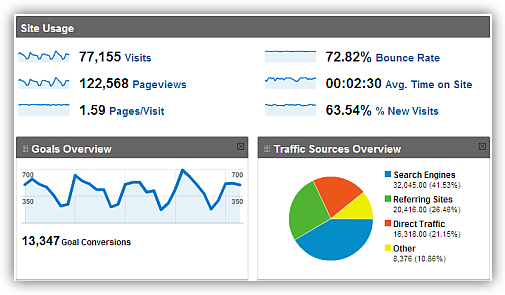 Site Usage
77,155 Visits
72.82% Bounce Rate
122,568 Pageviews
00:02:30 Avg. Time on Site
1.59 Pages/Visit
63.54% % New Visits
Goals Overview
700
700
350
350
13,347 Goal Conversions
Traffic Sources Overview
Search Engines
32,045.00 (41.53%)
Referring Sites
20,416.00 (26.46%)
Direct Traffic
16,318.00 (21.15%)
Other
8,376 (10.86%)